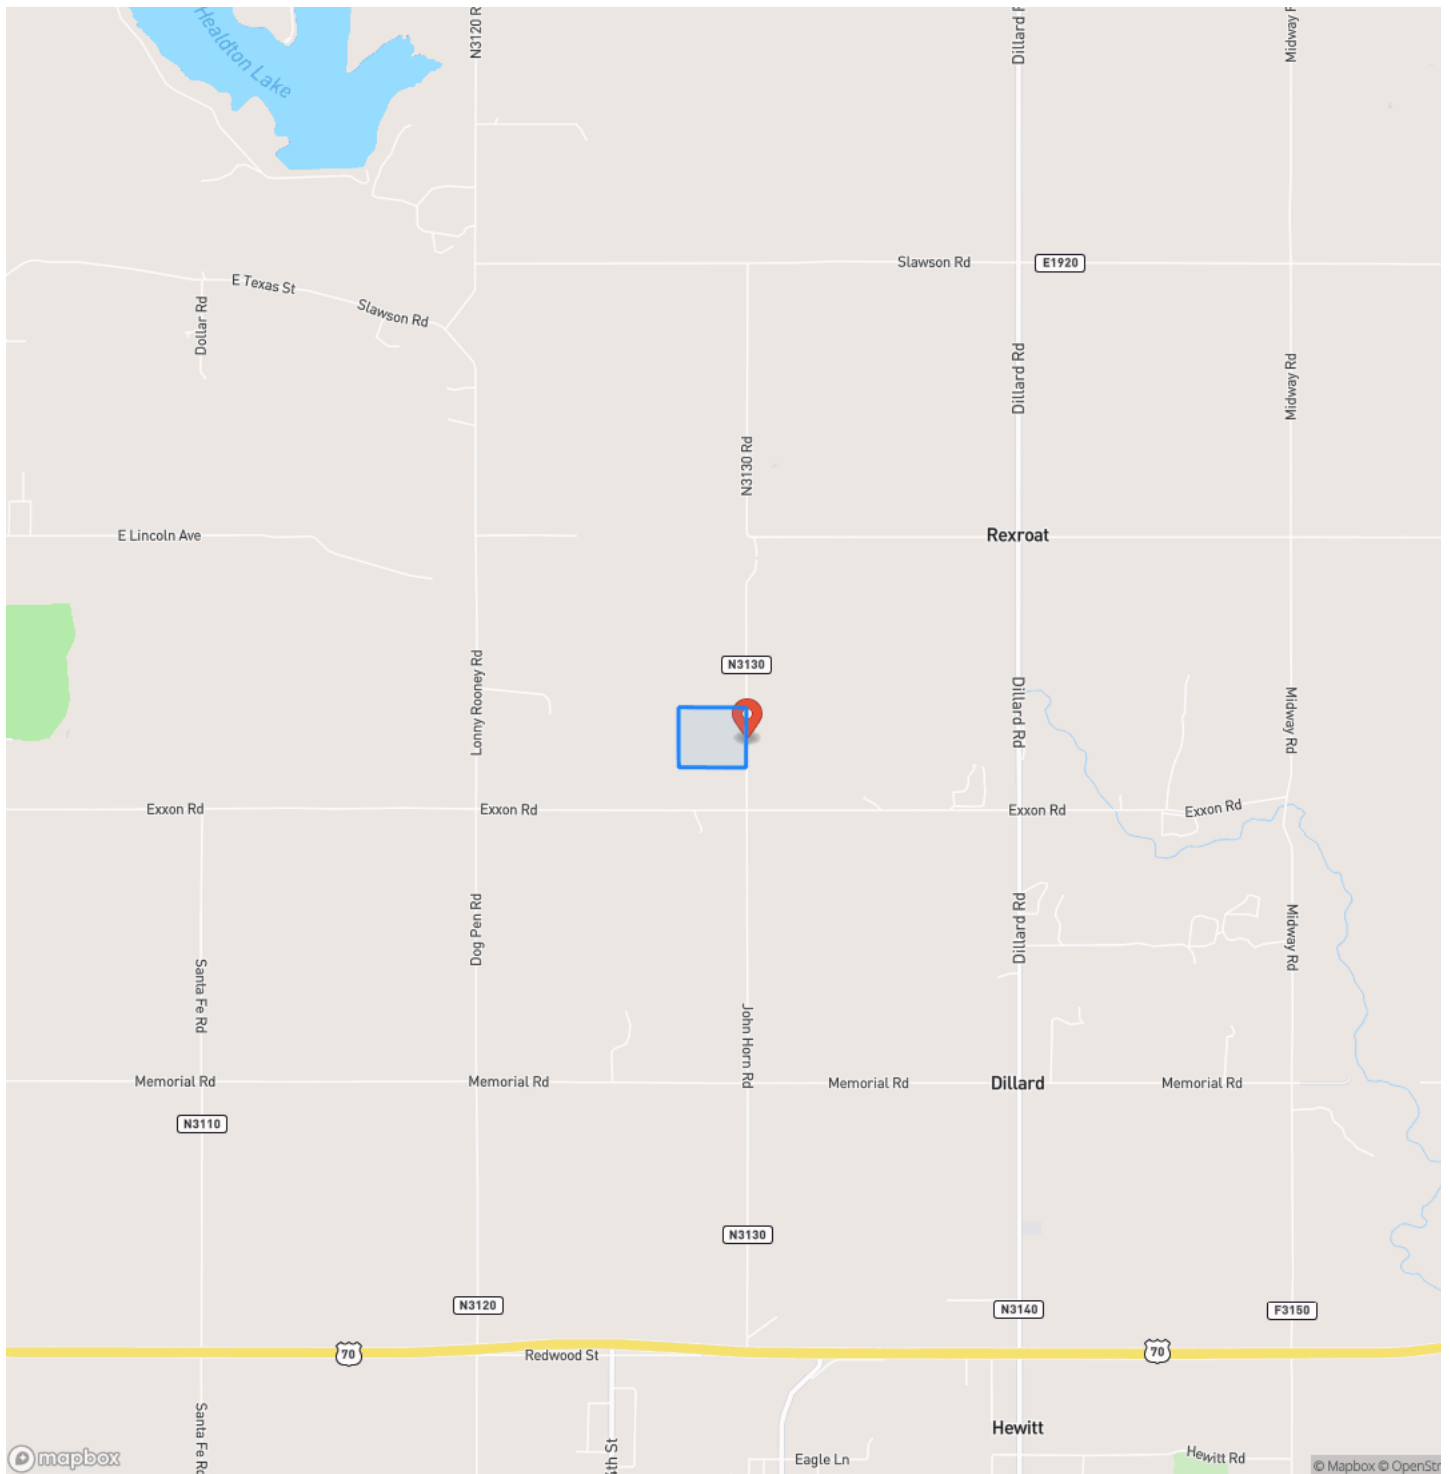 Healdton Lake
N3120 R
Dillard F
Midway F
Slawson Rd
E1920
E Texas St
Slawson Rd
Dollar Rd
Dillard Rd
Midway Rd
N3130 Rd
E Lincoln Ave
Rexroat
N3130
Lonny Rooney Rd
Dillard Rd
Midway Rd
Exxon Rd
Exxon Rd
Exxon Rd
Exxon Rd
Dog Pen Rd
Dillard Rd
Midway Rd
Santa Fe Rd
John Horn Rd
Memorial Rd
Memorial Rd
Memorial Rd
Dillard
Memorial Rd
N3110
N3130
N3120
N3140
F3150
70
Redwood St
70
Santa Fe Rd
Hewitt
th St
Eagle Ln
Hewitt Rd
mapbox
© Mapbox © OpenStr